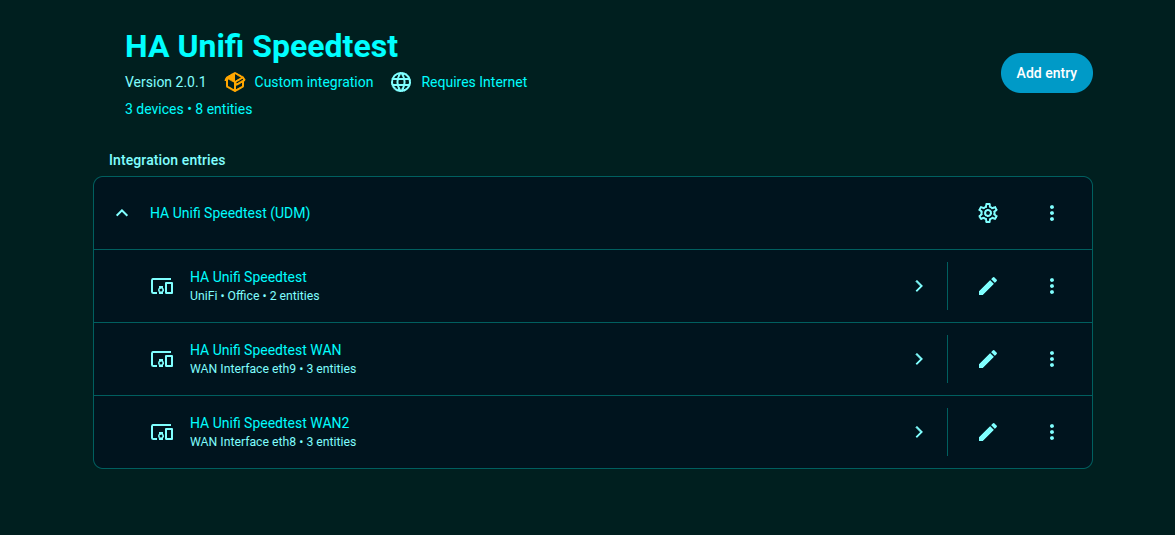 HA Unifi Speedtest
Version 2.0.1 Custom integration Requires Internet
Add entry
3 devices • 8 entities
Integration entries
HA Unifi Speedtest (UDM)
HA Unifi Speedtest
UniFi • Office • 2 entities
HA Unifi Speedtest WAN
WAN Interface eth9 • 3 entities
HA Unifi Speedtest WAN2
WAN Interface eth8 • 3 entities